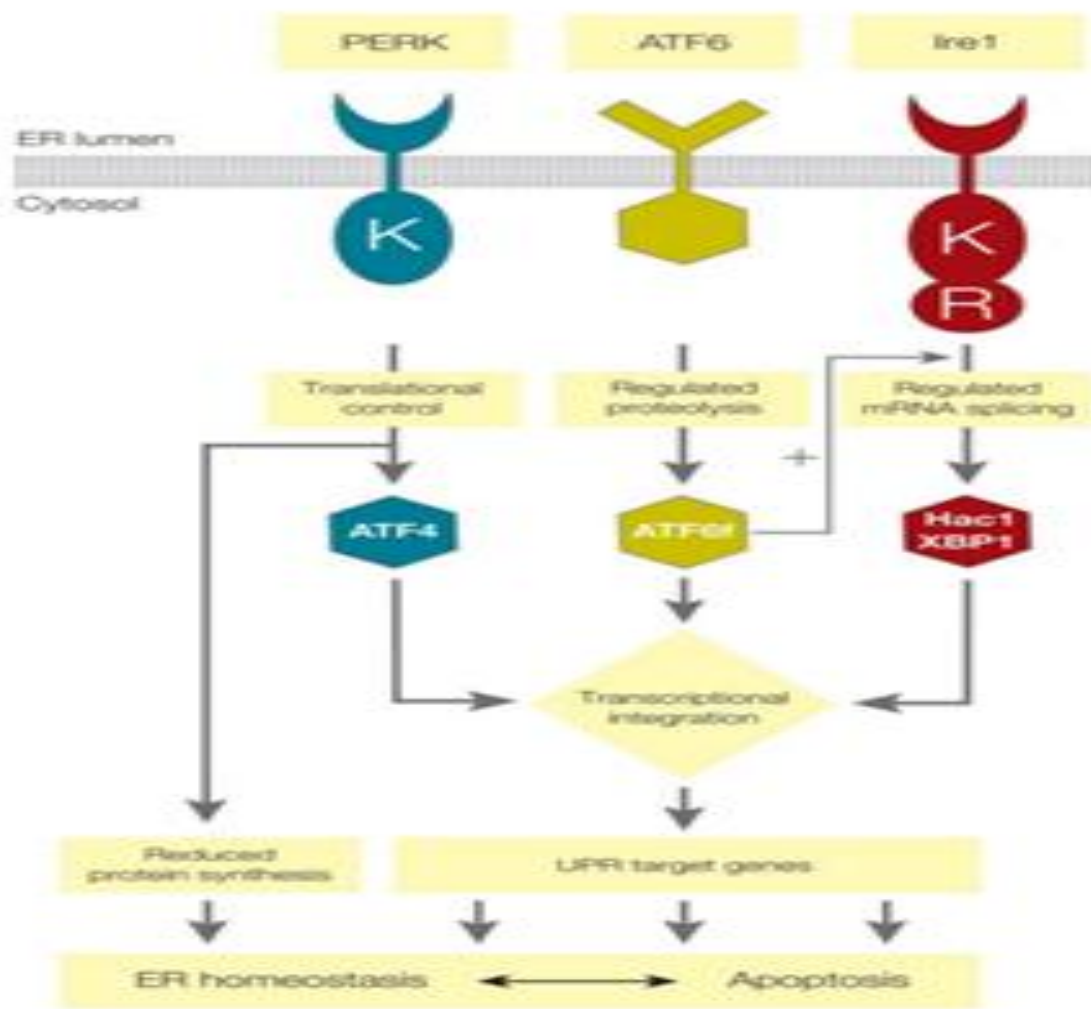 PERK
ATF6
Ire1
ER lumen
Cytosol
K
K
R
Translational
control
Regulated
proteolysis
Regulated
mRNA splicing
+
ATF4
ATF6f
Hac1
XBP1
Transcriptional
integration
Reduced
protein synthesis
UPR target genes
ER homeostasis
Apoptosis